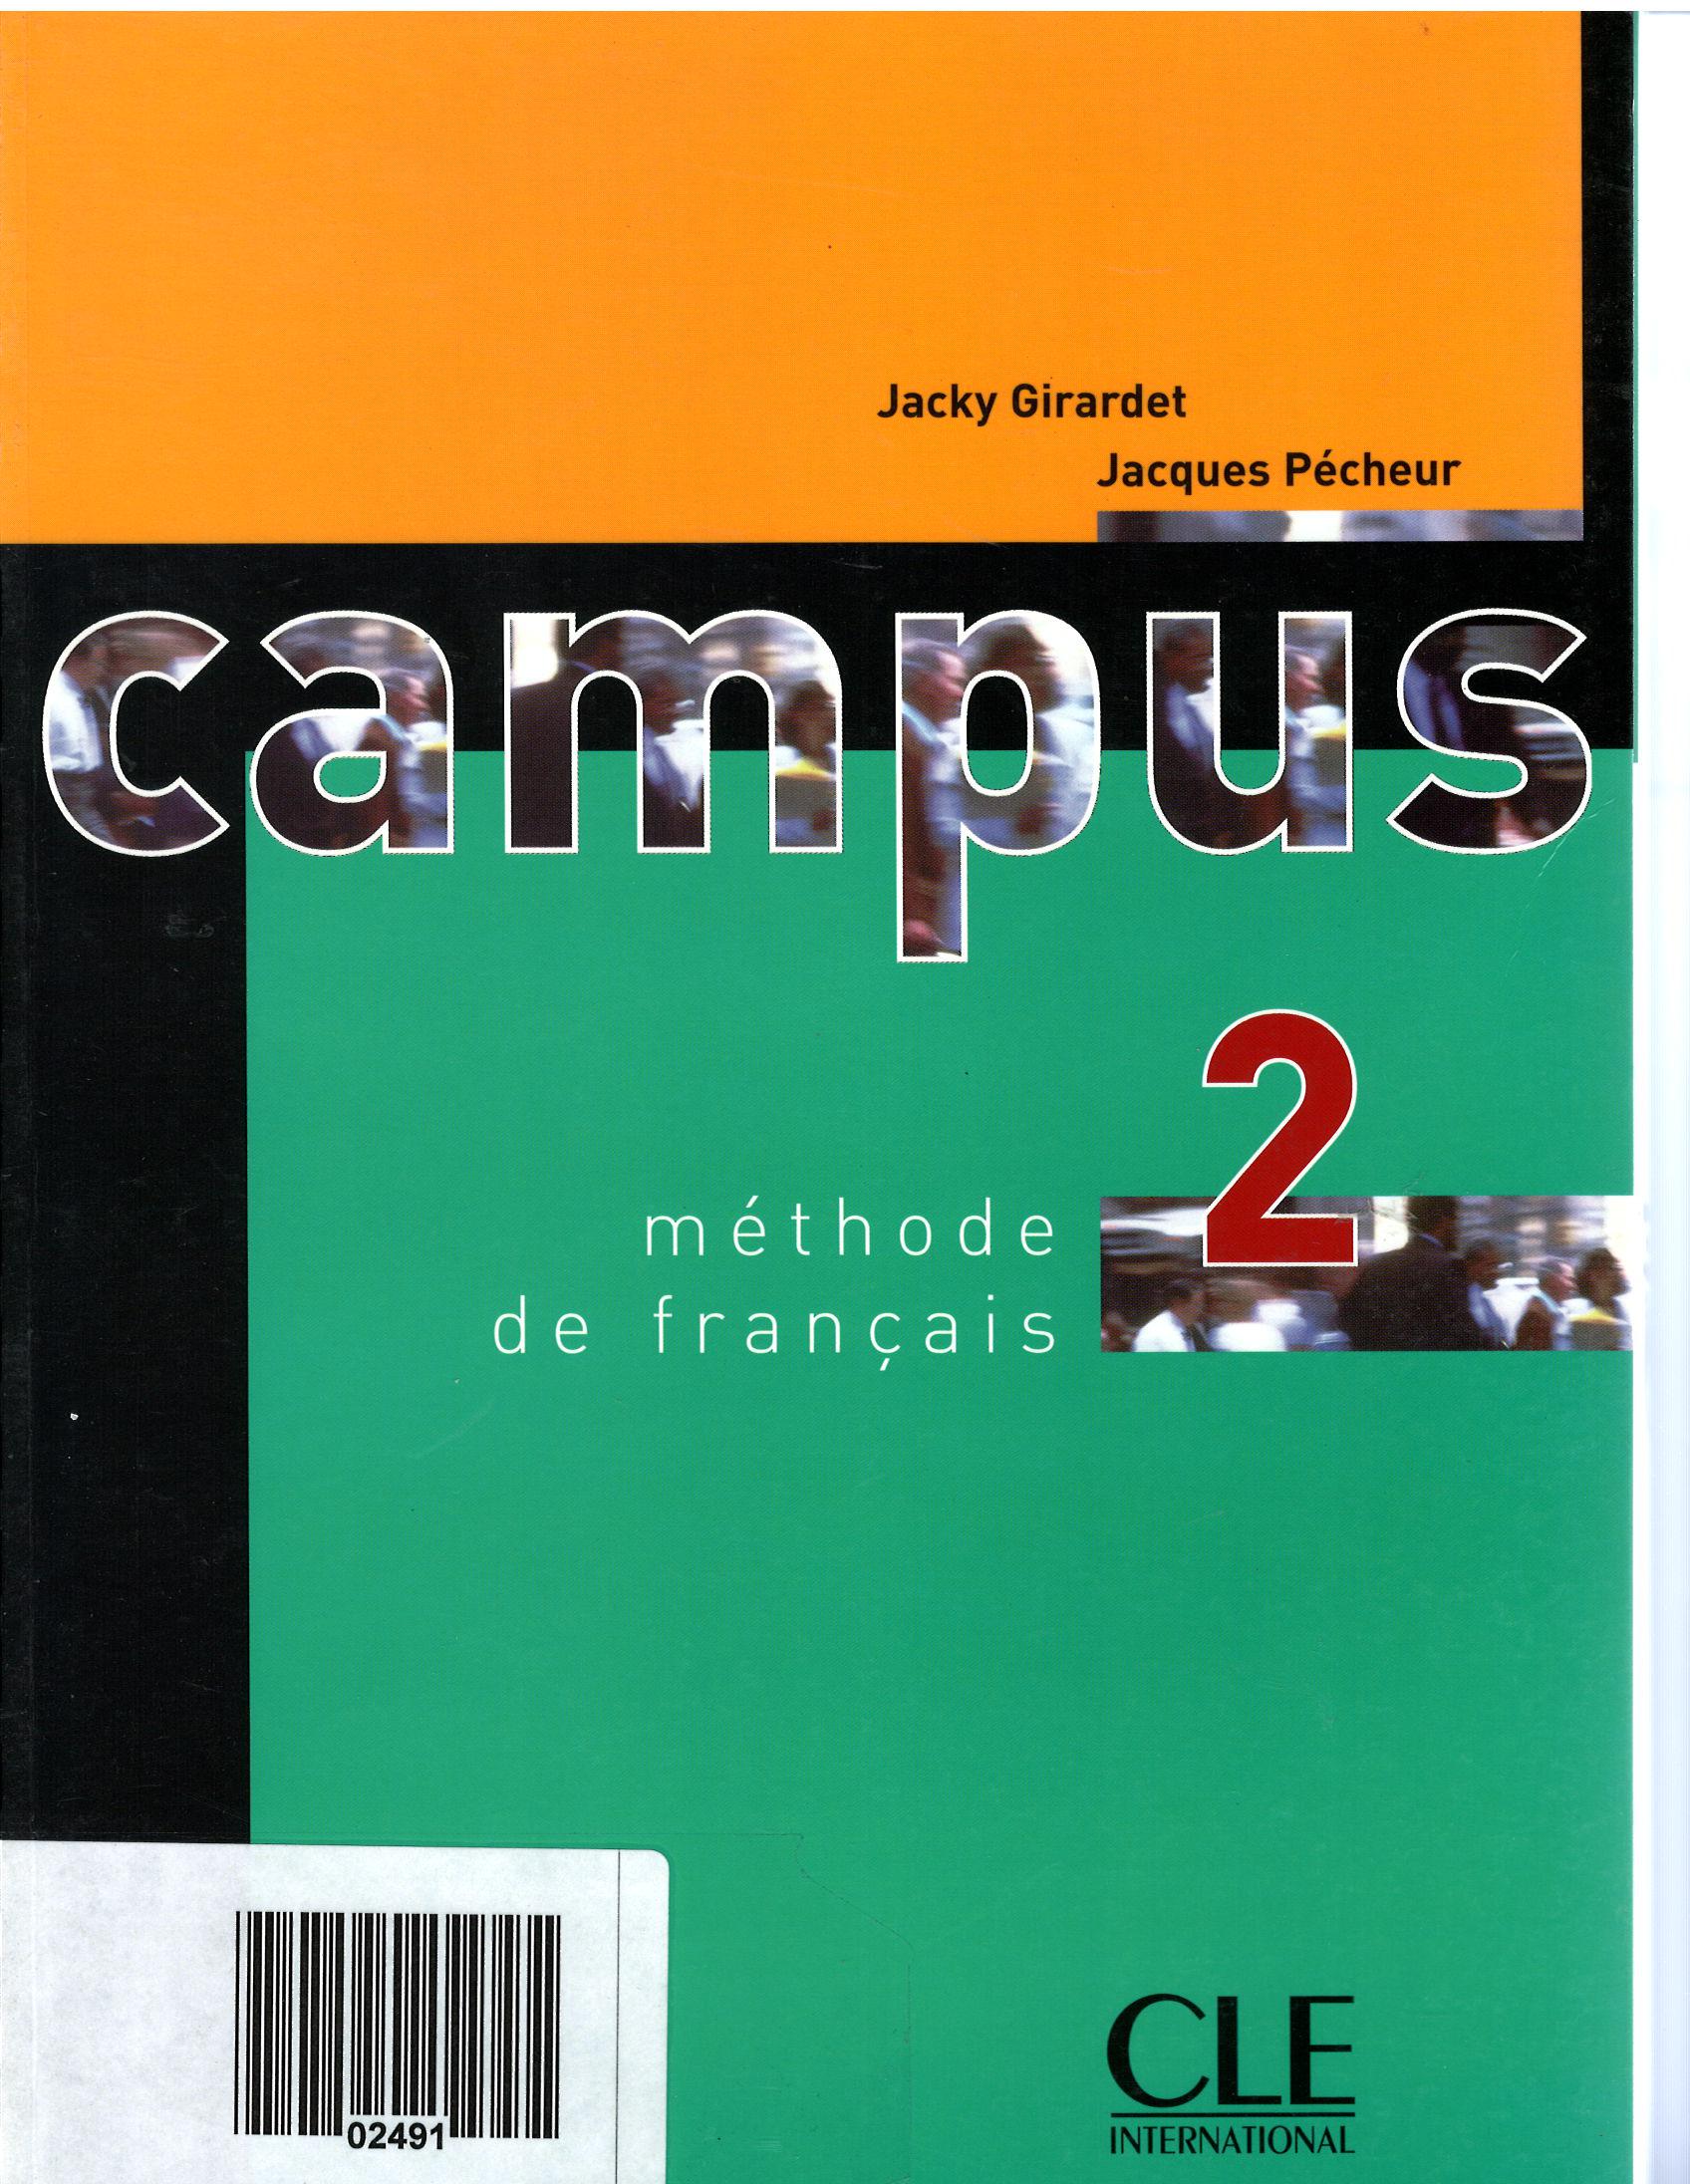 Jacky Girardet
Jacques Pécheur
campus
2
méthode
de français
02491
CLE
INTERNATIONAL